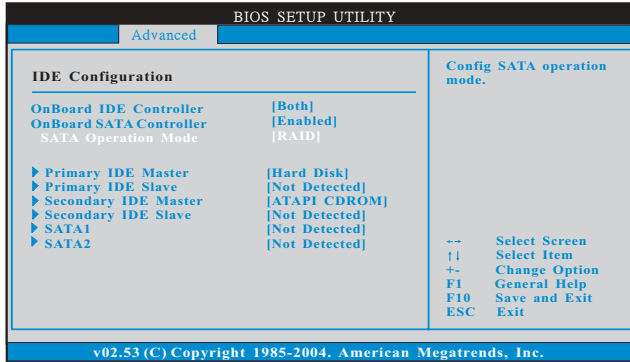 BIOS SETUP UTILITY
Advanced
IDE Configuration
OnBoard IDE Controller [Both]
OnBoard SATA Controller [Enabled]
SATA Operation Mode [RAID]
Primary IDE Master [Hard Disk]
Primary IDE Slave [Not Detected]
Secondary IDE Master [ATAPI CDROM]
Secondary IDE Slave [Not Detected]
SATA1 [Not Detected]
SATA2 [Not Detected]
Config SATA operation
mode.
←→ Select Screen
↑↓ Select Item
+- Change Option
F1 General Help
F10 Save and Exit
ESC Exit
v02.53 (C) Copyright 1985-2004. American Megatrends, Inc.